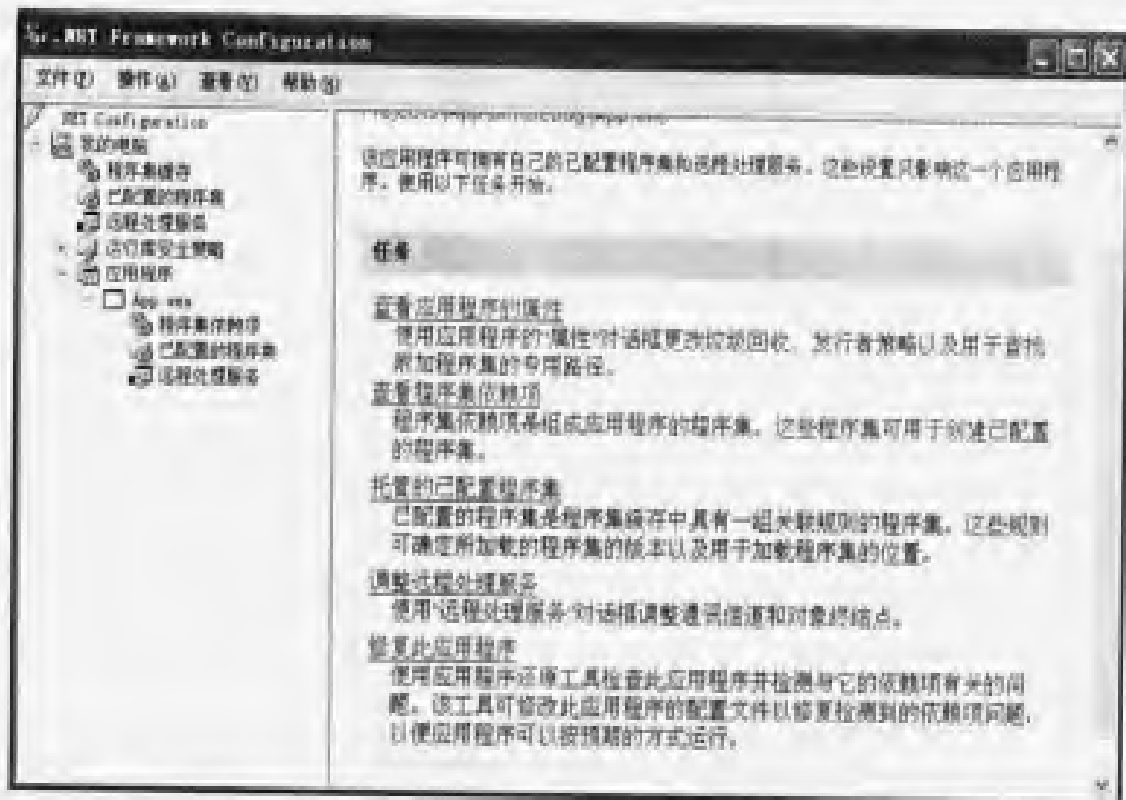 .NET Framework Configuration
文件(F) 操作(A) 查看(V) 帮助(H)
.NET Configuration
我的电脑
程序集缓存
已配置的程序集
远程处理服务
运行库安全策略
应用程序
App.exe
程序集依赖项
已配置的程序集
远程处理服务
该应用程序可拥有自己的已配置程序集和远程处理服务。这些设置只影响这一个应用程
序。使用以下任务开始。
任务
查看应用程序的属性
使用应用程序的“属性”对话框更改垃圾回收、发行者策略以及用于查找
附加程序集的专用路径。
查看程序集依赖项
程序集依赖项是组成应用程序的程序集。这些程序集可用于创建已配置
的程序集。
托管的已配置程序集
已配置的程序集是程序集缓存中具有一组关联规则的程序集。这些规则
可确定所加载的程序集的版本以及用于加载程序集的位置。
调整远程处理服务
使用“远程处理服务”对话框调整通讯信道和对象终结点。
修复此应用程序
使用应用程序还原工具检查此应用程序并检测与它的依赖项有关的问
题。该工具可修改此应用程序的配置文件以修复检测到的依赖项问题，
以便应用程序可以按预期的方式运行。